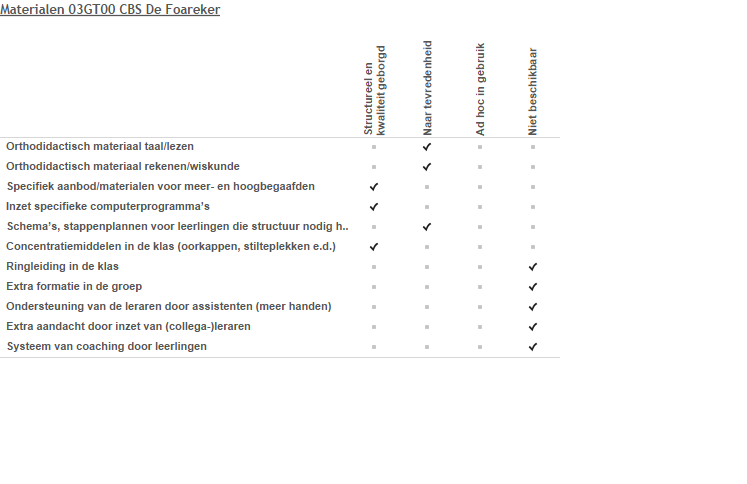 Materialen 03GT00 CBS De Foareker
Structureel en
kwaliteit geborgd
Naar tevredenheid
Ad hoc in gebruik
Niet beschikbaar
Orthodidactisch materiaal taal/lezen
Orthodidactisch materiaal rekenen/wiskunde
Specifiek aanbod/materialen voor meer- en hoogbegaafden
Inzet specifieke computerprogramma's
Schema's, stappenplannen voor leerlingen die structuur nodig h..
Concentratiemiddelen in de klas (oorkappen, stilteplekken e.d.)
Ringleiding in de klas
Extra formatie in de groep
Ondersteuning van de leraren door assistenten (meer handen)
Extra aandacht door inzet van (collega-)leraren
Systeem van coaching door leerlingen